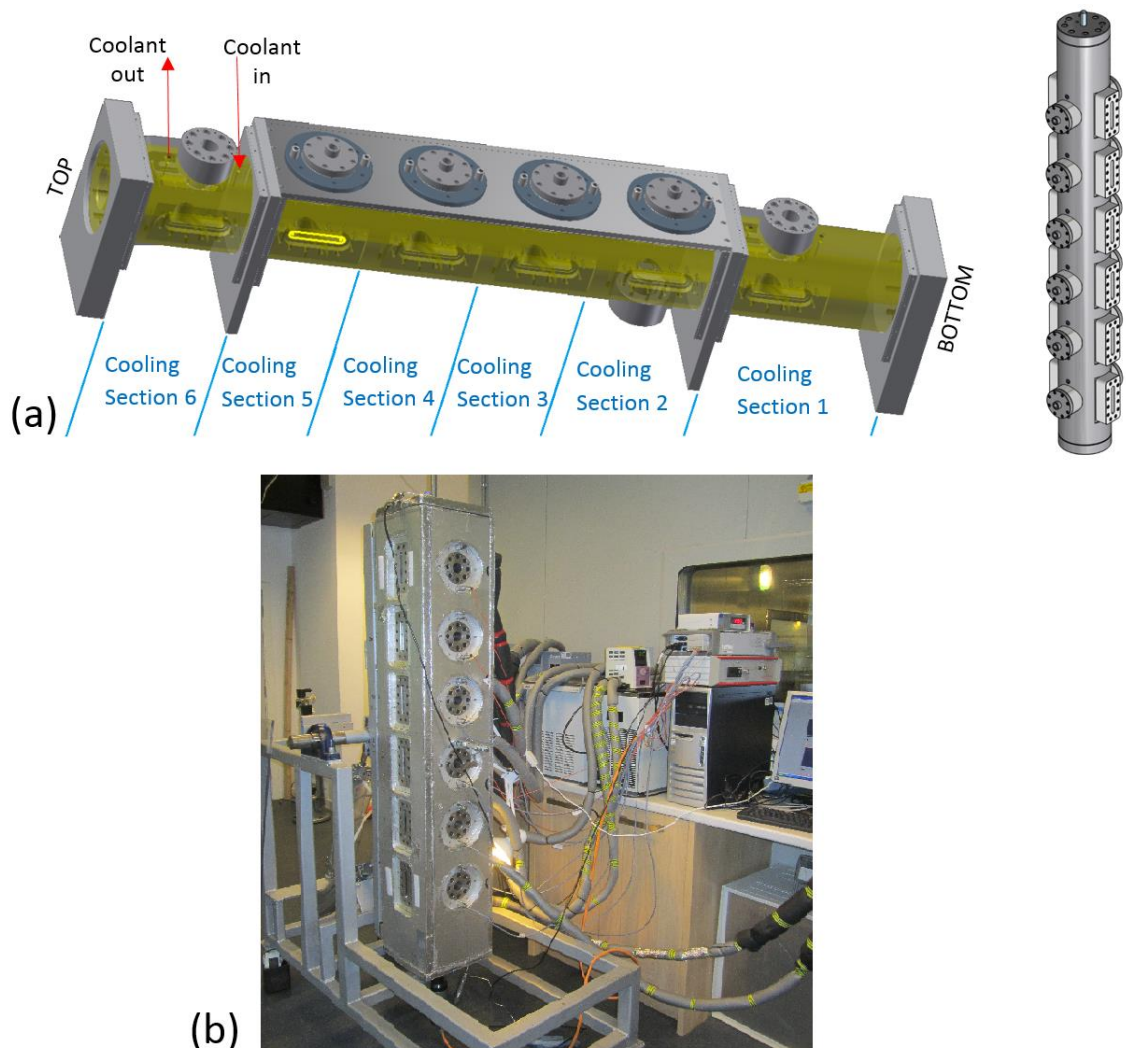 Coolant
out
Coolant
in
TOP
BOTTOM
Cooling
Section 6
Cooling
Section 5
Cooling
Section 4
Cooling
Section 3
Cooling
Section 2
Cooling
Section 1
(a)
(b)